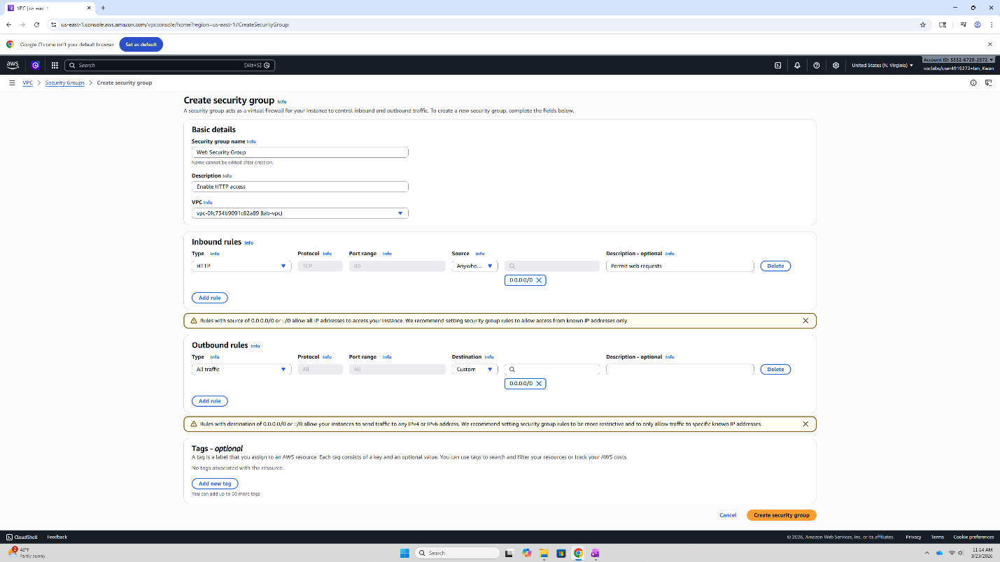 VPC | us-east-1
us-east-1.console.aws.amazon.com/vpcconsole/home?region=us-east-1#CreateSecurityGroup:
Google Chrome isn't your default browser Set as default
aws Search [Alt+S] United States (N. Virginia) Account ID: 5332-6728-2572
voclabs/user4919272=Ian_Kwan
VPC Security Groups Create security group
Create security group Info
A security group acts as a virtual firewall for your instance to control inbound and outbound traffic. To create a new security group, complete the fields below.
Basic details
Security group name Info
Web Security Group
Name cannot be edited after creation.
Description Info
Enable HTTP access
VPC Info
vpc-0fc734b9091c82a89 (lab-vpc)
Inbound rules Info
Type Info Protocol Info Port range Info Source Info Description - optional Info
HTTP TCP 80 Anywhe... Permit web requests Delete
0.0.0.0/0
Add rule
Rules with source of 0.0.0.0/0 or ::/0 allow all IP addresses to access your instance. We recommend setting security group rules to allow access from known IP addresses only.
Outbound rules Info
Type Info Protocol Info Port range Info Destination Info Description - optional Info
All traffic All All Custom Delete
0.0.0.0/0
Add rule
Rules with destination of 0.0.0.0/0 or ::/0 allow your instances to send traffic to any IPv4 or IPv6 address. We recommend setting security group rules to be more restrictive and to only allow traffic to specific known IP addresses.
Tags - optional
A tag is a label that you assign to an AWS resource. Each tag consists of a key and an optional value. You can use tags to search and filter your resources or track your AWS costs.
No tags associated with the resource.
Add new tag
You can add up to 50 more tags
Cancel Create security group
CloudShell Feedback © 2026, Amazon Web Services, Inc. or its affiliates. Privacy Terms Cookie preferences
2 43°F Search 11:14 AM
Partly sunny 3/23/2026